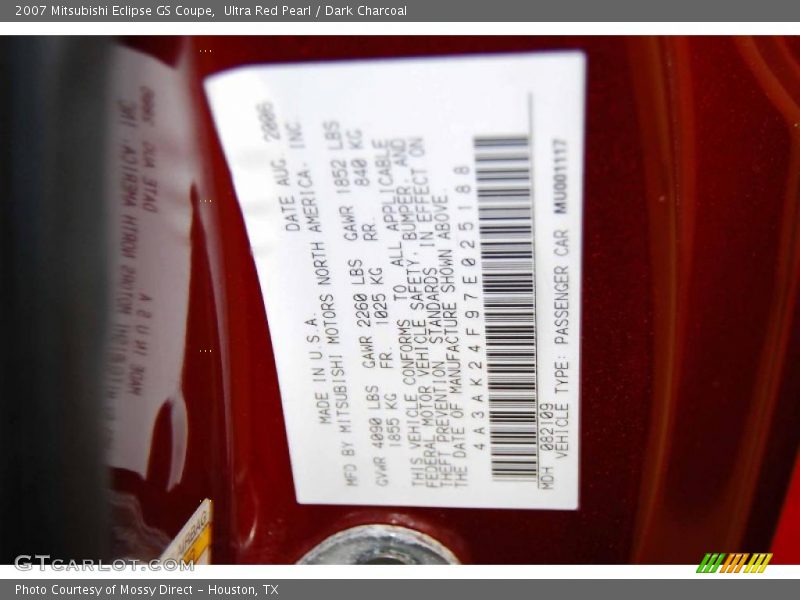 2007 Mitsubishi Eclipse GS Coupe,  Ultra Red Pearl / Dark Charcoal
MADE IN U.S.A. DATE AUG. 2006
MFD BY MITSUBISHI MOTORS NORTH AMERICA, INC.
GVWR 4090 LBS GAWR 2260 LBS GAWR 1852 LBS
1855 KG FR. 1025 KG RR. 840 KG
THIS VEHICLE CONFORMS TO ALL APPLICABLE
FEDERAL MOTOR VEHICLE SAFETY, BUMPER, AND
THEFT PREVENTION STANDARDS IN EFFECT ON
THE DATE OF MANUFACTURE SHOWN ABOVE.
4A3AK24F97E025188
MDH 082109
VEHICLE TYPE: PASSENGER CAR MU001117
GTCarLot.com
Photo Courtesy of Mossy Direct – Houston, TX